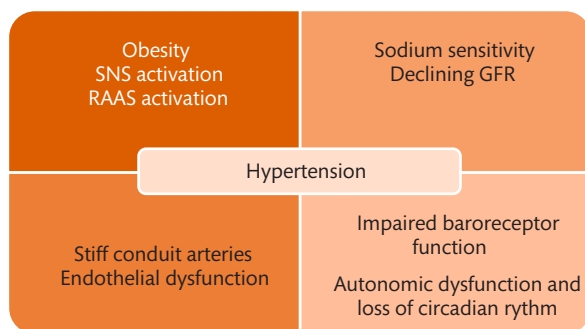 Obesity
SNS activation
RAAS activation
Sodium sensitivity
Declining GFR
Hypertension
Stiff conduit arteries
Endothelial dysfunction
Impaired baroreceptor
function
Autonomic dysfunction and
loss of circadian rythm